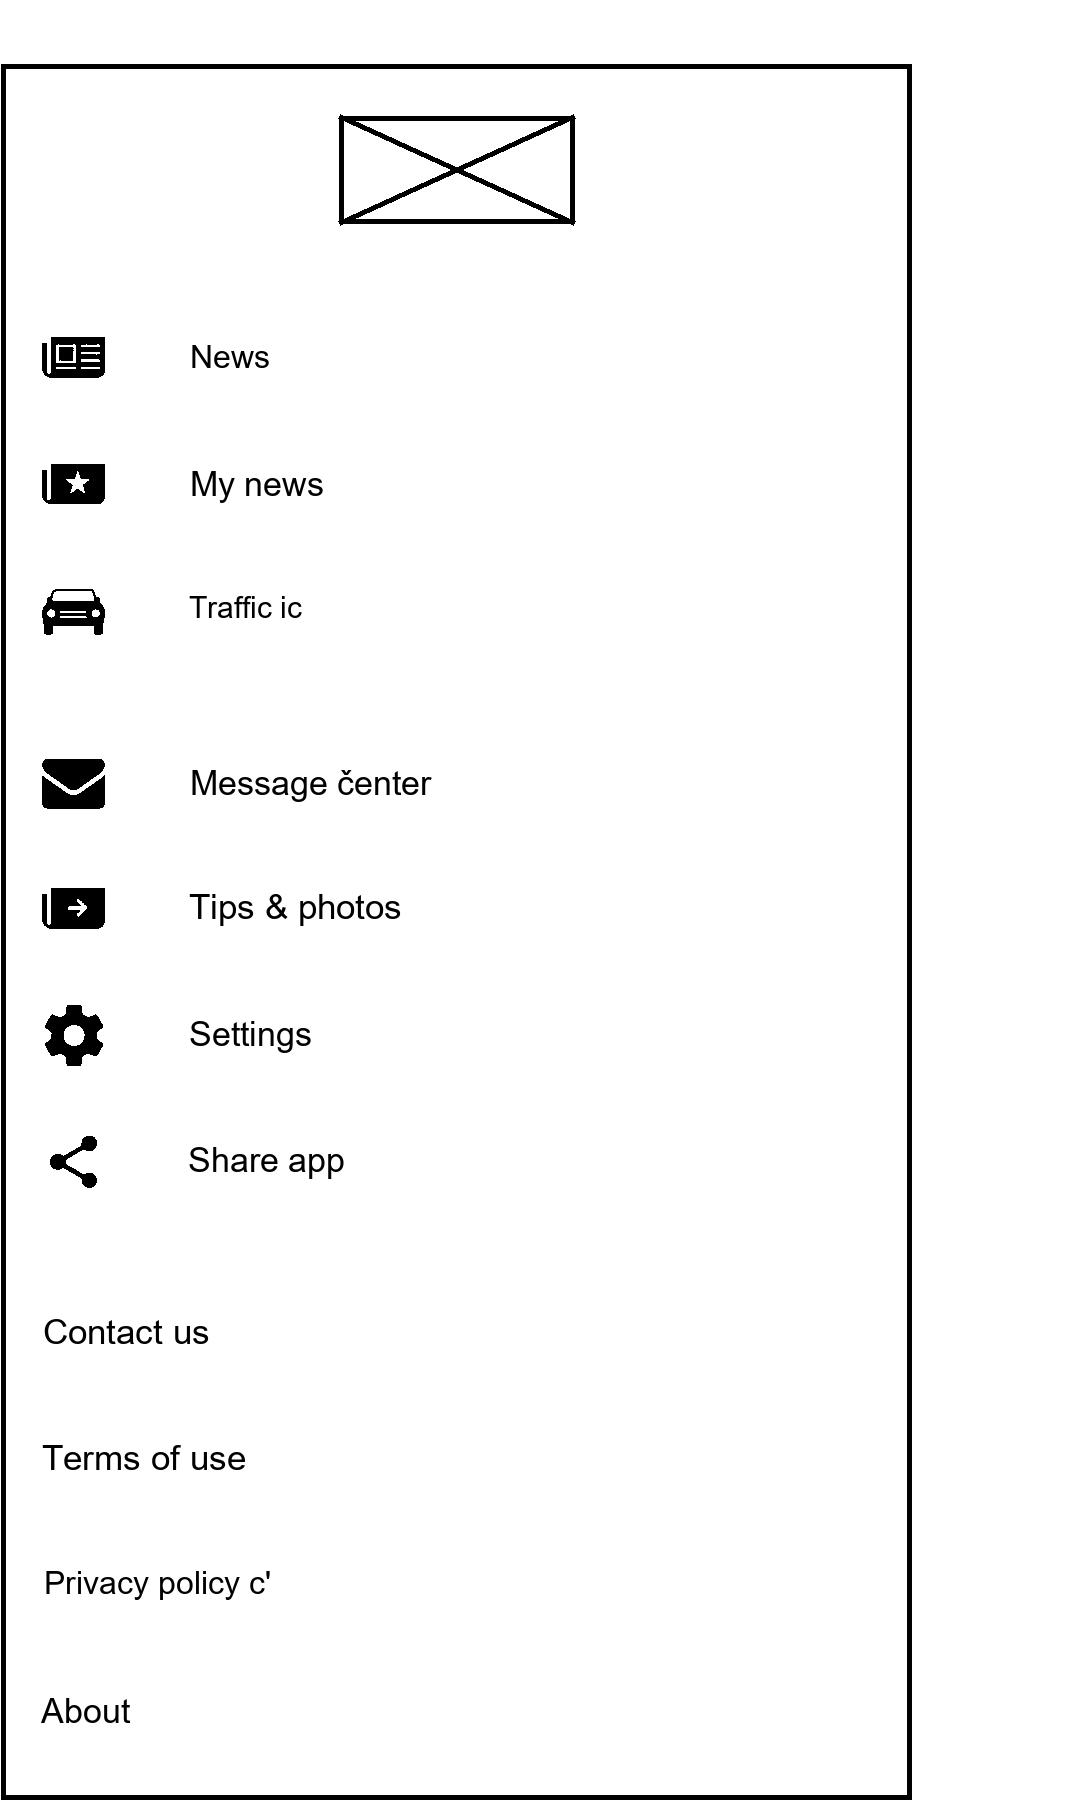 News
My news
Traffic ic
Message čenter
Tips & photos
Settings
Share app
Contact us
Terms of use
Privacy policy c'
About